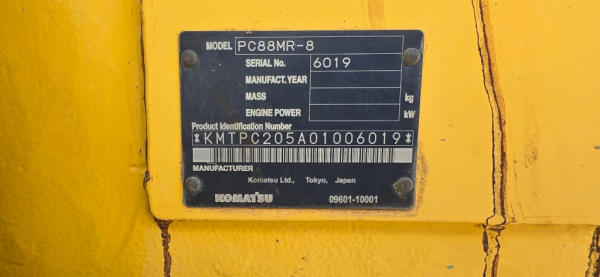 MODEL PC88MR-8
SERIAL No. 6019
MANUFACT. YEAR
MASS kg
ENGINE POWER kW
Product Identification Number
*KMTPC205A01006019*
MANUFACTURER
Komatsu Ltd., Tokyo, Japan
KOMATSU 09601-10001